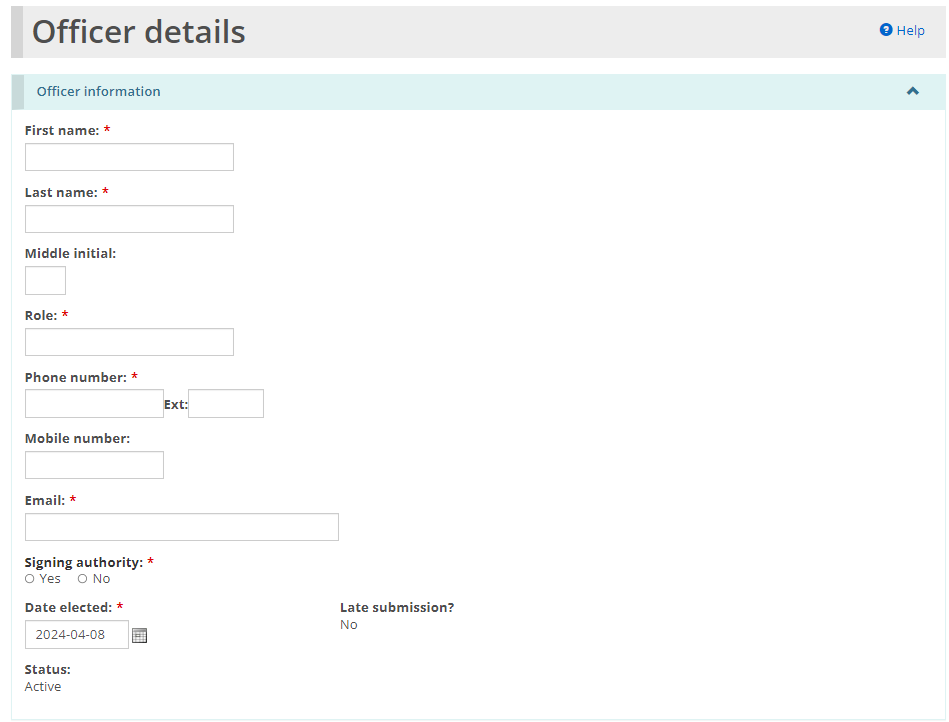 Officer details
Help
Officer information
First name: *
Last name: *
Middle initial:
Role: *
Phone number: *
Ext:
Mobile number:
Email: *
Signing authority: *
Yes No
Date elected: * Late submission?
2024-04-08 No
Status:
Active